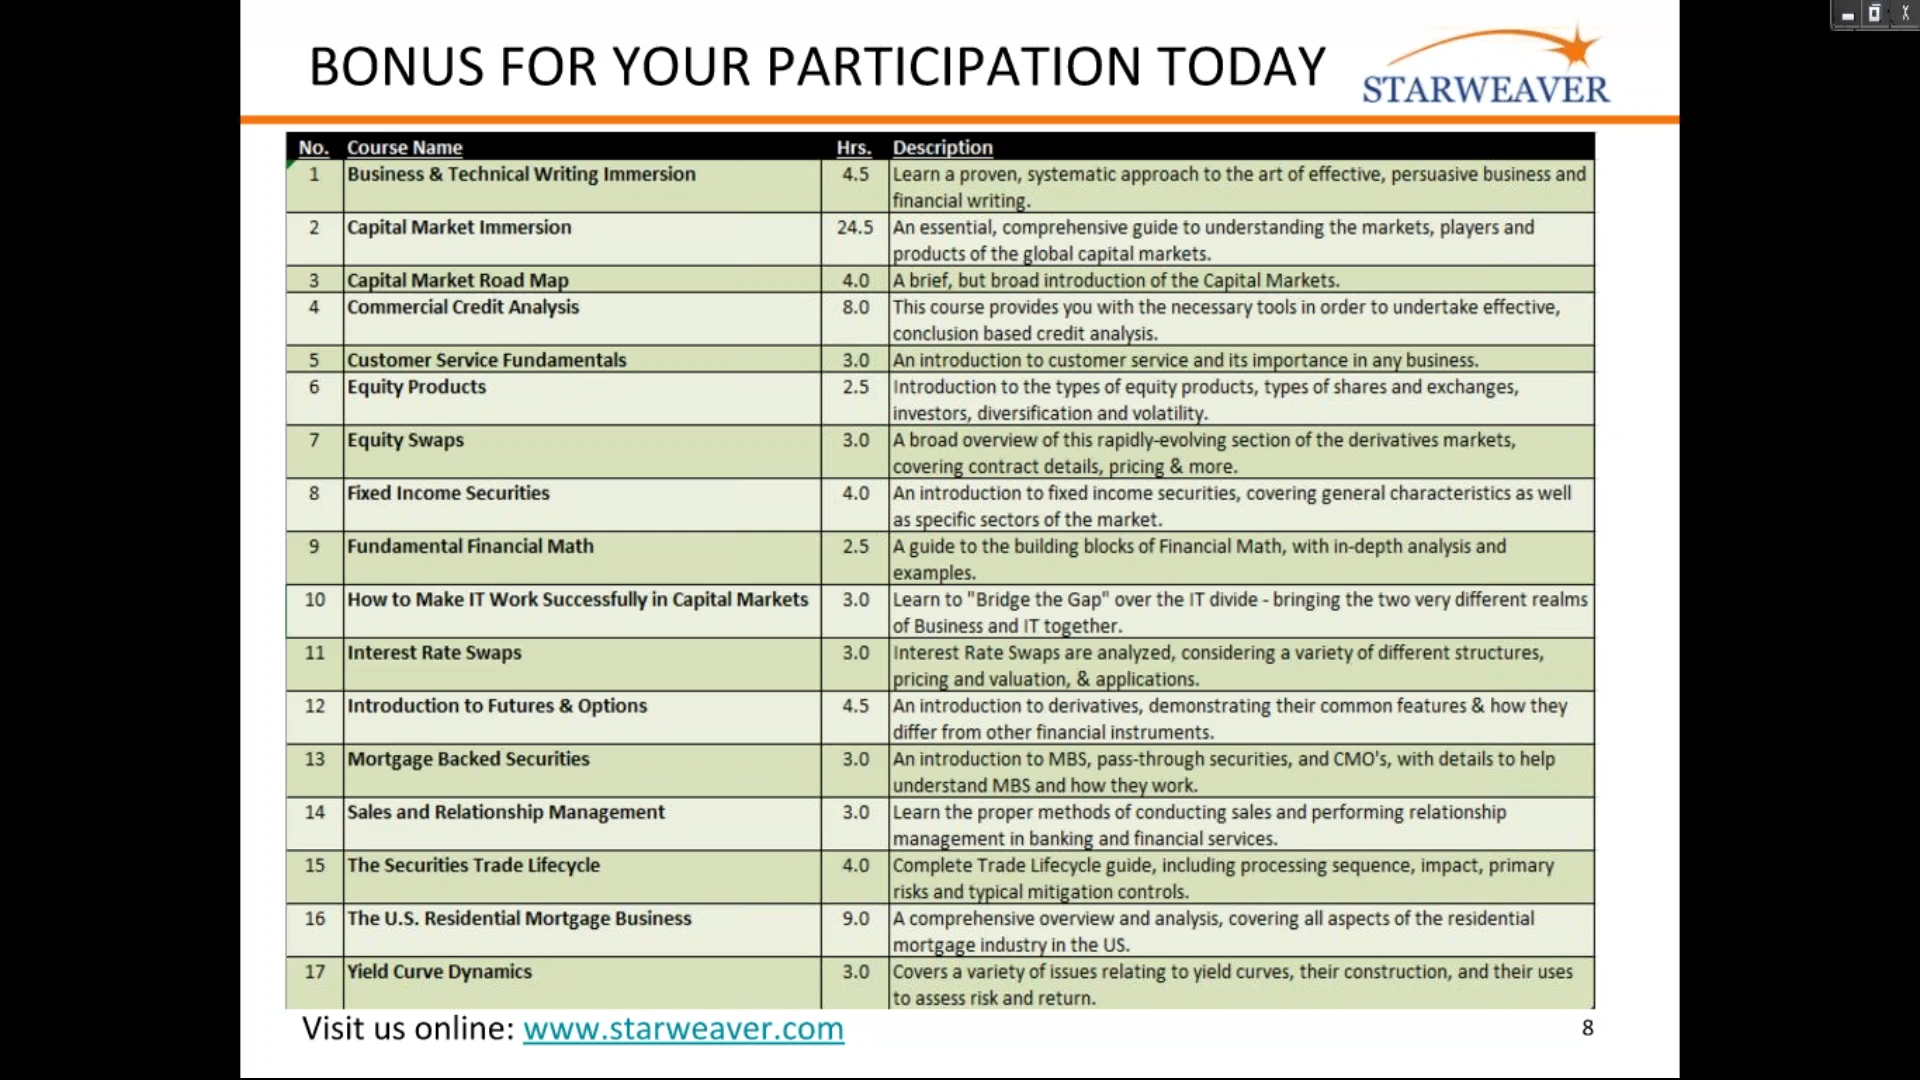 BONUS FOR YOUR PARTICIPATION TODAY
STARWEAVER
No. Course Name Hrs. Description
1 Business & Technical Writing Immersion 4.5 Learn a proven, systematic approach to the art of effective, persuasive business and
financial writing.
2 Capital Market Immersion 24.5 An essential, comprehensive guide to understanding the markets, players and
products of the global capital markets.
3 Capital Market Road Map 4.0 A brief, but broad introduction of the Capital Markets.
4 Commercial Credit Analysis 8.0 This course provides you with the necessary tools in order to undertake effective,
conclusion based credit analysis.
5 Customer Service Fundamentals 3.0 An introduction to customer service and its importance in any business.
6 Equity Products 2.5 Introduction to the types of equity products, types of shares and exchanges,
investors, diversification and volatility.
7 Equity Swaps 3.0 A broad overview of this rapidly-evolving section of the derivatives markets,
covering contract details, pricing & more.
8 Fixed Income Securities 4.0 An introduction to fixed income securities, covering general characteristics as well
as specific sectors of the market.
9 Fundamental Financial Math 2.5 A guide to the building blocks of Financial Math, with in-depth analysis and
examples.
10 How to Make IT Work Successfully in Capital Markets 3.0 Learn to "Bridge the Gap" over the IT divide - bringing the two very different realms
of Business and IT together.
11 Interest Rate Swaps 3.0 Interest Rate Swaps are analyzed, considering a variety of different structures,
pricing and valuation, & applications.
12 Introduction to Futures & Options 4.5 An introduction to derivatives, demonstrating their common features & how they
differ from other financial instruments.
13 Mortgage Backed Securities 3.0 An introduction to MBS, pass-through securities, and CMO's, with details to help
understand MBS and how they work.
14 Sales and Relationship Management 3.0 Learn the proper methods of conducting sales and performing relationship
management in banking and financial services.
15 The Securities Trade Lifecycle 4.0 Complete Trade Lifecycle guide, including processing sequence, impact, primary
risks and typical mitigation controls.
16 The U.S. Residential Mortgage Business 9.0 A comprehensive overview and analysis, covering all aspects of the residential
mortgage industry in the US.
17 Yield Curve Dynamics 3.0 Covers a variety of issues relating to yield curves, their construction, and their uses
to assess risk and return.
Visit us online: www.starweaver.com 8